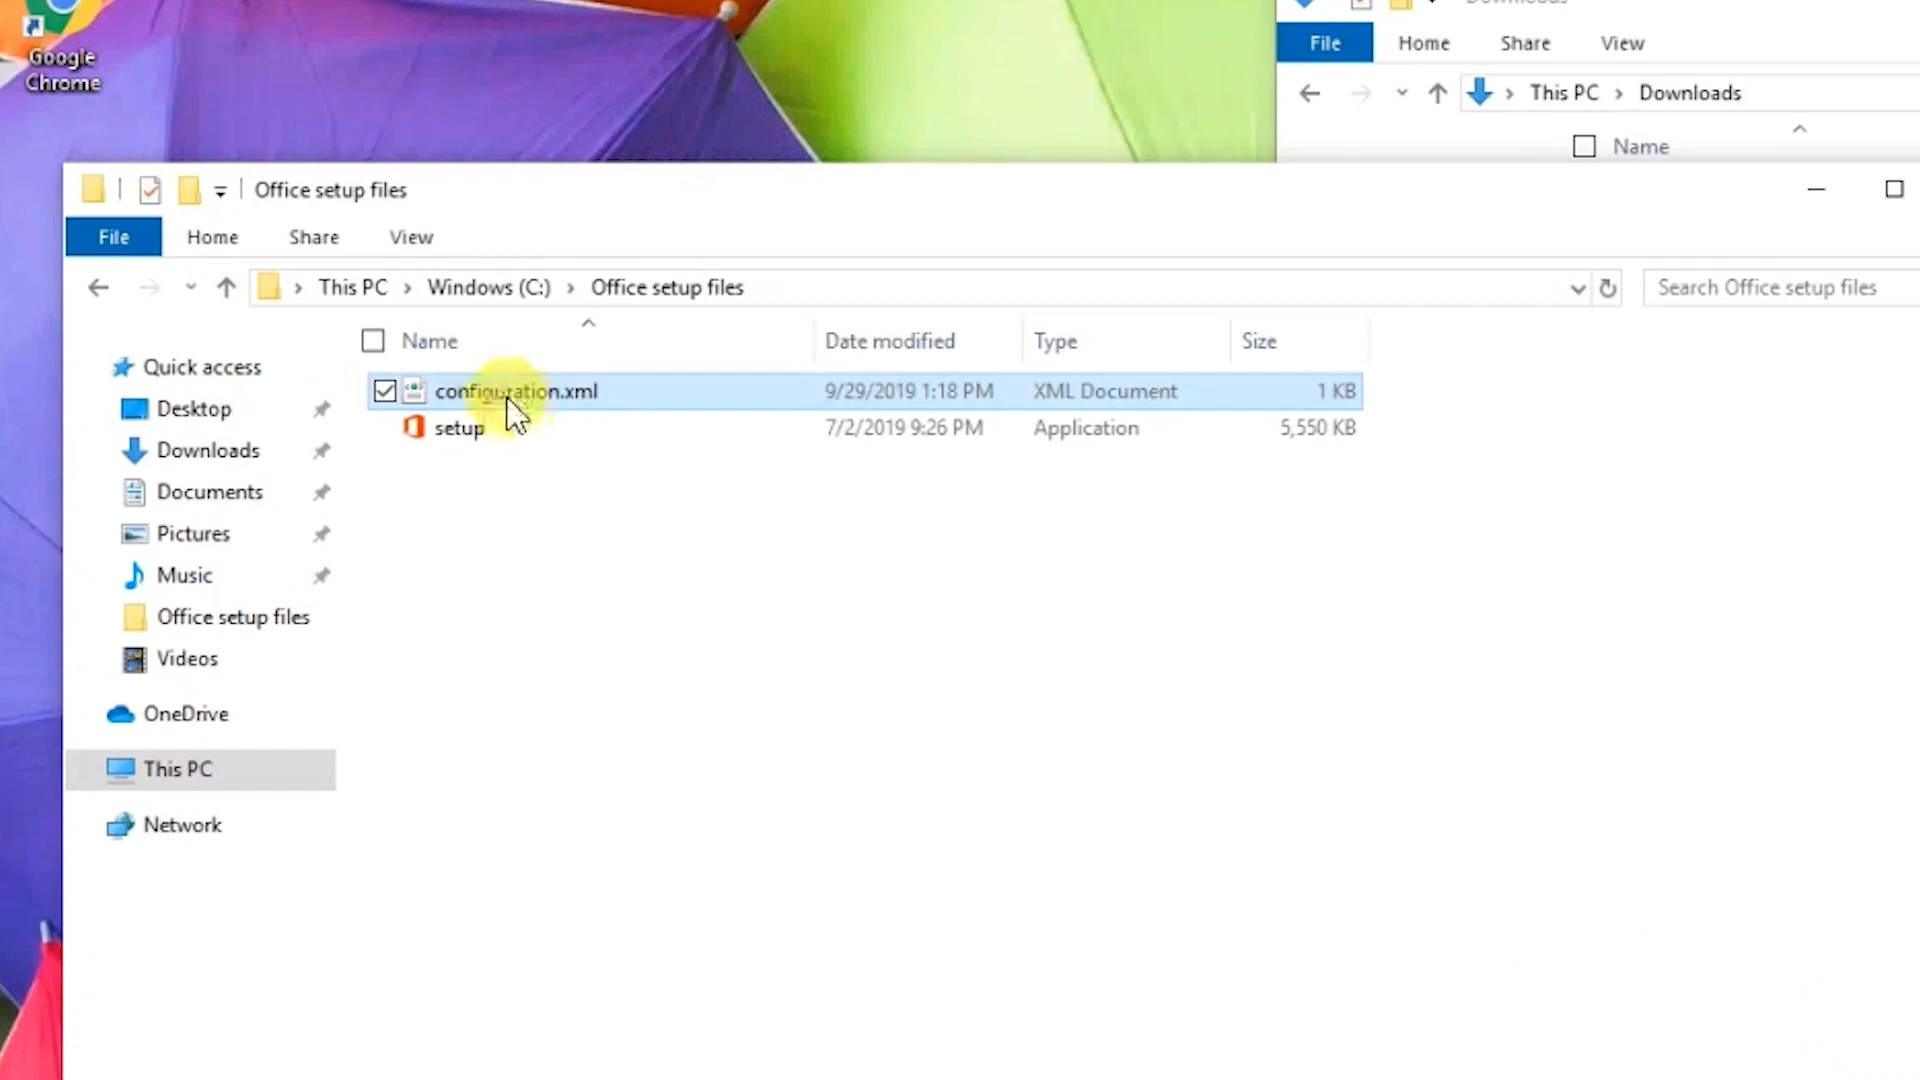 Google
Chrome
Downloads
File Home Share View
This PC Downloads
Name
Office setup files
File Home Share View
This PC Windows (C:) Office setup files
Search Office setup files
Name Date modified Type Size
configuration.xml 9/29/2019 1:18 PM XML Document 1 KB
setup 7/2/2019 9:26 PM Application 5,550 KB
Quick access
Desktop
Downloads
Documents
Pictures
Music
Office setup files
Videos
OneDrive
This PC
Network